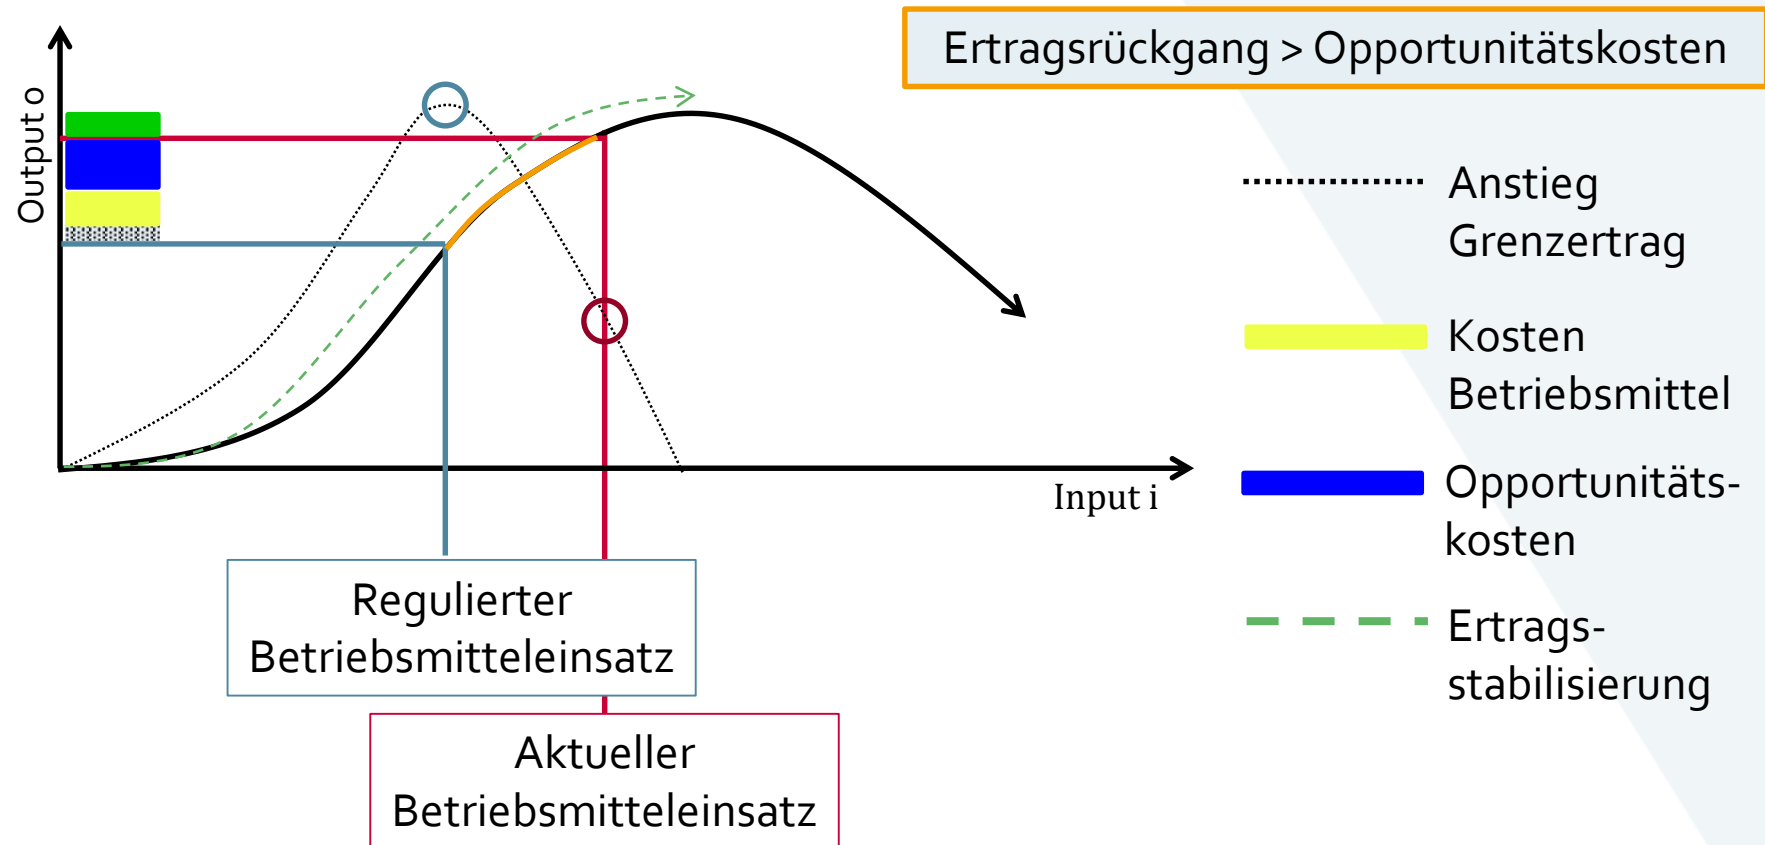 Ertragsrückgang > Opportunitätskosten
Output o
Input i
Anstieg
Grenzertrag
Kosten
Betriebsmittel
Opportunitäts-
kosten
Ertrags-
stabilisierung
Regulierter
Betriebsmitteleinsatz
Aktueller
Betriebsmitteleinsatz